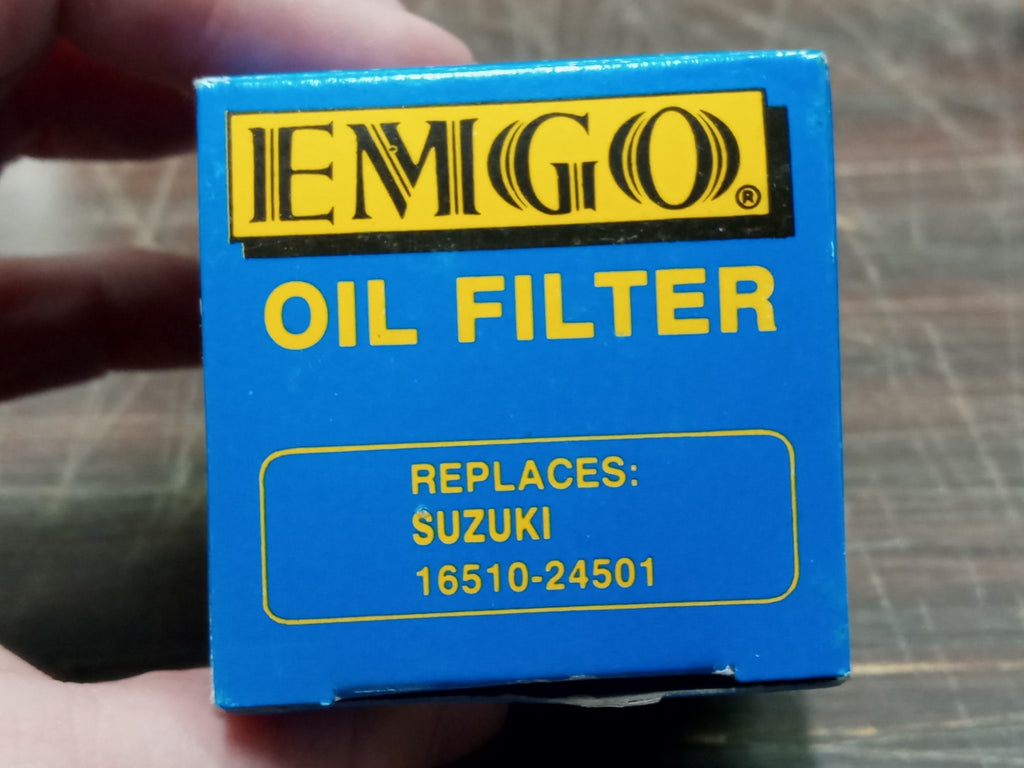 EMGO®
OIL FILTER
REPLACES:
SUZUKI
16510-24501